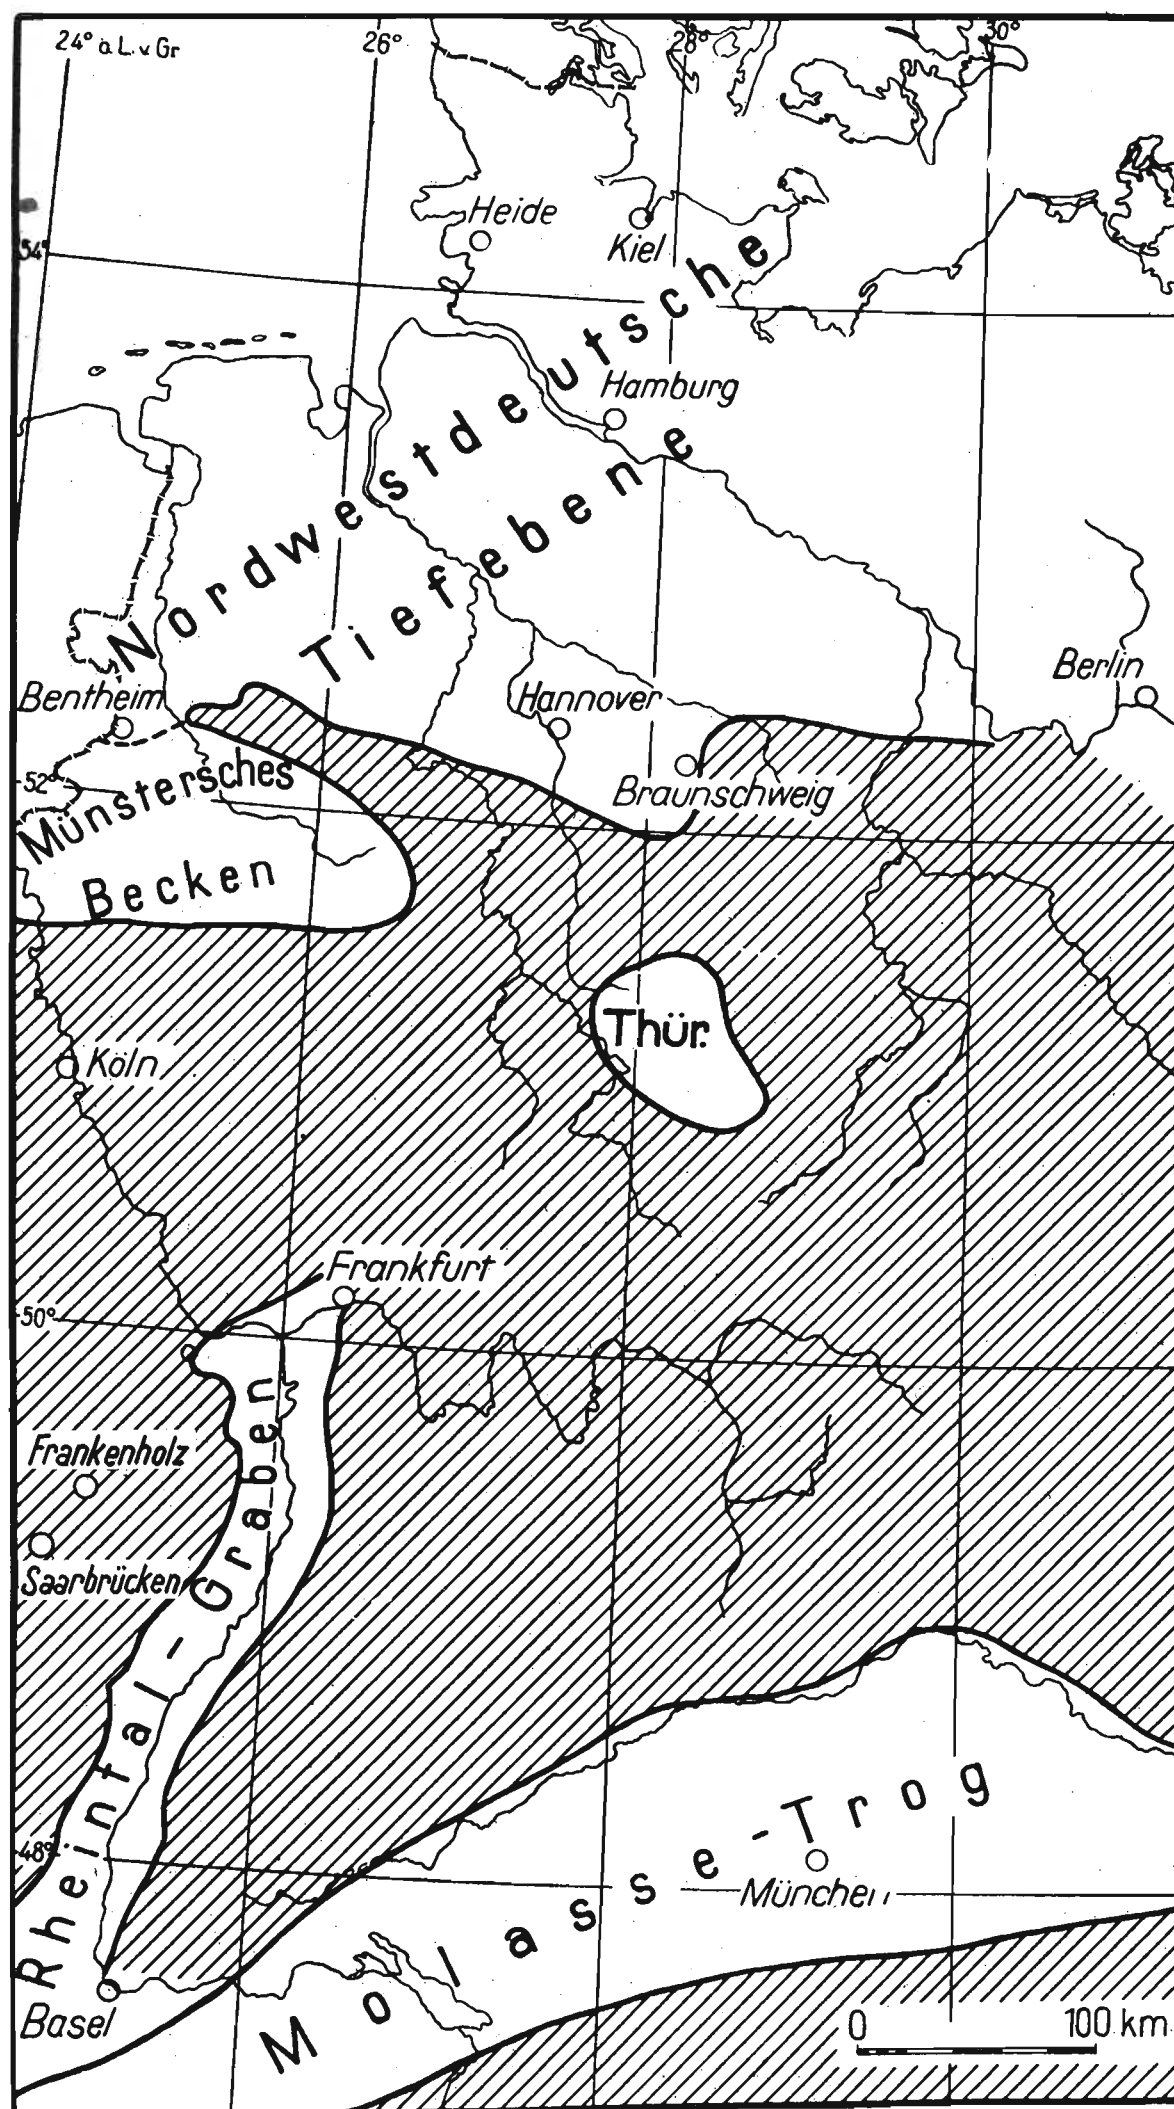 24° ö L. v Gr
26°
28°
30°
Heide
Kiel
54°
Hamburg
Nordwestdeutsche
Tiefebene
Berlin
Bentheim
Hannover
52°
Braunschweig
Münstersches
Becken
Thür.
Köln
Frankfurt
50°
Frankenholz
Saarbrücken
Rheintal-Graben
48°
München
Molasse-Trog
Basel
0 100 km